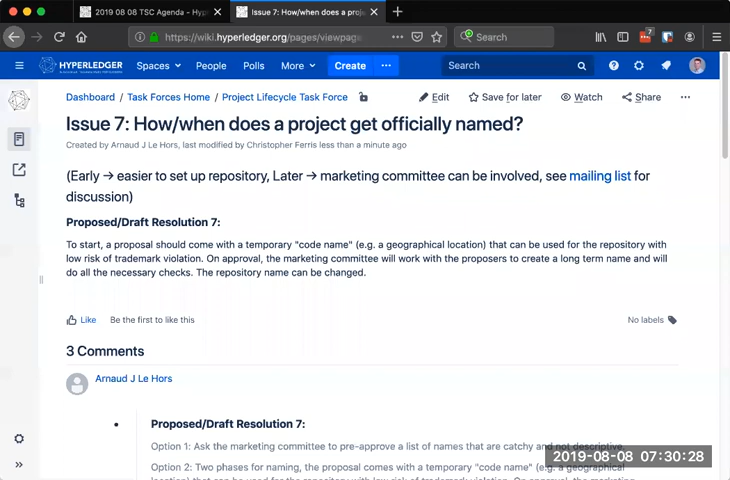 2019 08 08 TSC Agenda - Hyp
Issue 7: How/when does a proje
https://wiki.hyperledger.org/pages/viewpage
Search
7
HYPERLEDGER Spaces People Polls More Create Search
Dashboard / Task Forces Home / Project Lifecycle Task Force
Edit Save for later Watch Share
Issue 7: How/when does a project get officially named?
Created by Arnaud J Le Hors, last modified by Christopher Ferris less than a minute ago
(Early → easier to set up repository, Later → marketing committee can be involved, see mailing list for
discussion)
Proposed/Draft Resolution 7:
To start, a proposal should come with a temporary "code name" (e.g. a geographical location) that can be used for the repository with
low risk of trademark violation. On approval, the marketing committee will work with the proposers to create a long term name and will
do all the necessary checks. The repository name can be changed.
Like Be the first to like this
No labels
3 Comments
Arnaud J Le Hors
Proposed/Draft Resolution 7:
Option 1: Ask the marketing committee to pre-approve a list of names that are catchy and not descriptive.
Option 2: Two phases for naming, the proposal comes with a temporary "code name" (e.g. a geographical
2019-08-08 07:30:28